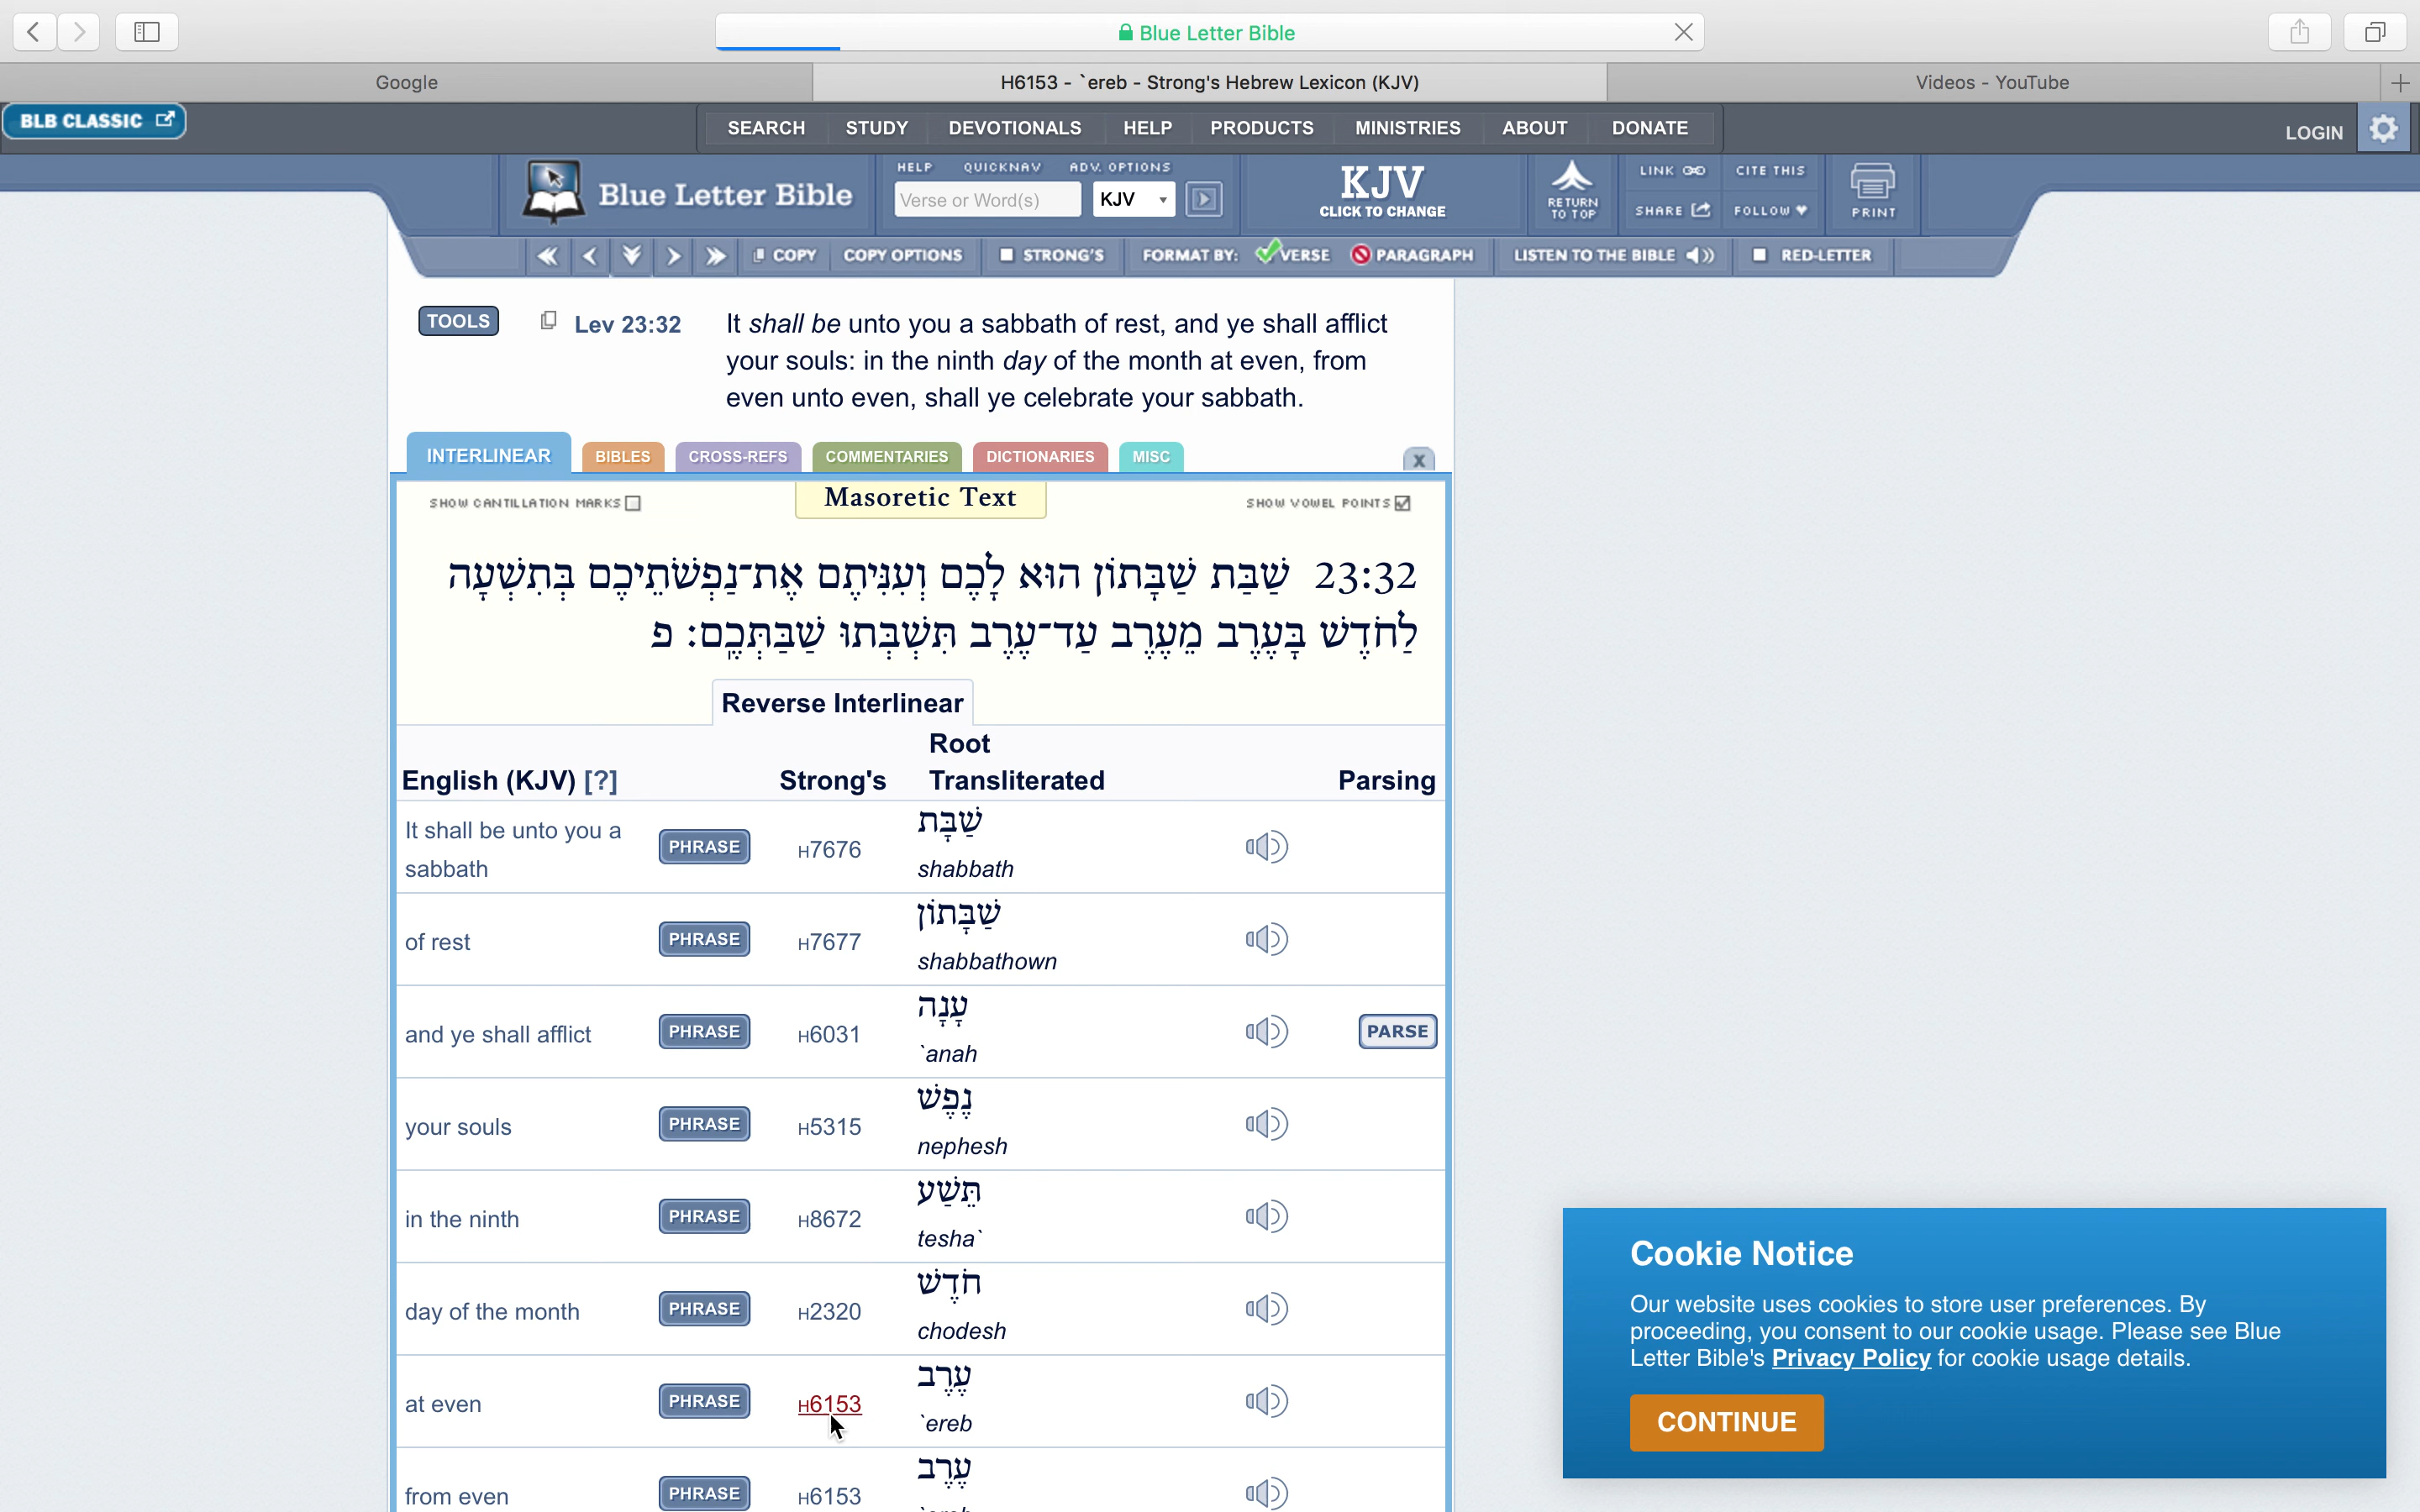 Blue Letter Bible
Google
H6153 - `ereb - Strong's Hebrew Lexicon (KJV)
Videos - YouTube
BLB CLASSIC
SEARCH STUDY DEVOTIONALS HELP PRODUCTS MINISTRIES ABOUT DONATE
LOGIN
Blue Letter Bible
HELP QUICKNAV ADV. OPTIONS
Verse or Word(s)
KJV
KJV
CLICK TO CHANGE
RETURN
TO TOP
LINK
CITE THIS
SHARE
FOLLOW
PRINT
COPY COPY OPTIONS STRONG'S FORMAT BY: VERSE PARAGRAPH LISTEN TO THE BIBLE RED-LETTER
TOOLS Lev 23:32 It shall be unto you a sabbath of rest, and ye shall afflict
your souls: in the ninth day of the month at even, from
even unto even, shall ye celebrate your sabbath.
INTERLINEAR BIBLES CROSS-REFS COMMENTARIES DICTIONARIES MISC X
SHOW CANTILLATION MARKS Masoretic Text SHOW VOWEL POINTS
23:32 שַׁבַּת שַׁבָּתוֹן הוּא לָכֶם וְעִנִּיתֶם אֶת־נַפְשֹׁתֵיכֶם בְּתִשְׁעָה
לַחֹדֶשׁ בָּעֶרֶב מֵעֶרֶב עַד־עֶרֶב תִּשְׁבְּתוּ שַׁבַּתְּכֶֽם׃ פ
Reverse Interlinear
English (KJV) [?] Strong's Root
Transliterated Parsing
It shall be unto you a
sabbath PHRASE H7676 שַׁבָּת
shabbath
of rest PHRASE H7677 שַׁבָּתוֹן
shabbathown
and ye shall afflict PHRASE H6031 עָנָה
`anah PARSE
your souls PHRASE H5315 נֶפֶשׁ
nephesh
in the ninth PHRASE H8672 תֵּשַׁע
tesha`
day of the month PHRASE H2320 חֹדֶשׁ
chodesh
at even PHRASE H6153 עֶרֶב
`ereb
from even PHRASE H6153 עֶרֶב
Cookie Notice
Our website uses cookies to store user preferences. By
proceeding, you consent to our cookie usage. Please see Blue
Letter Bible's Privacy Policy for cookie usage details.
CONTINUE